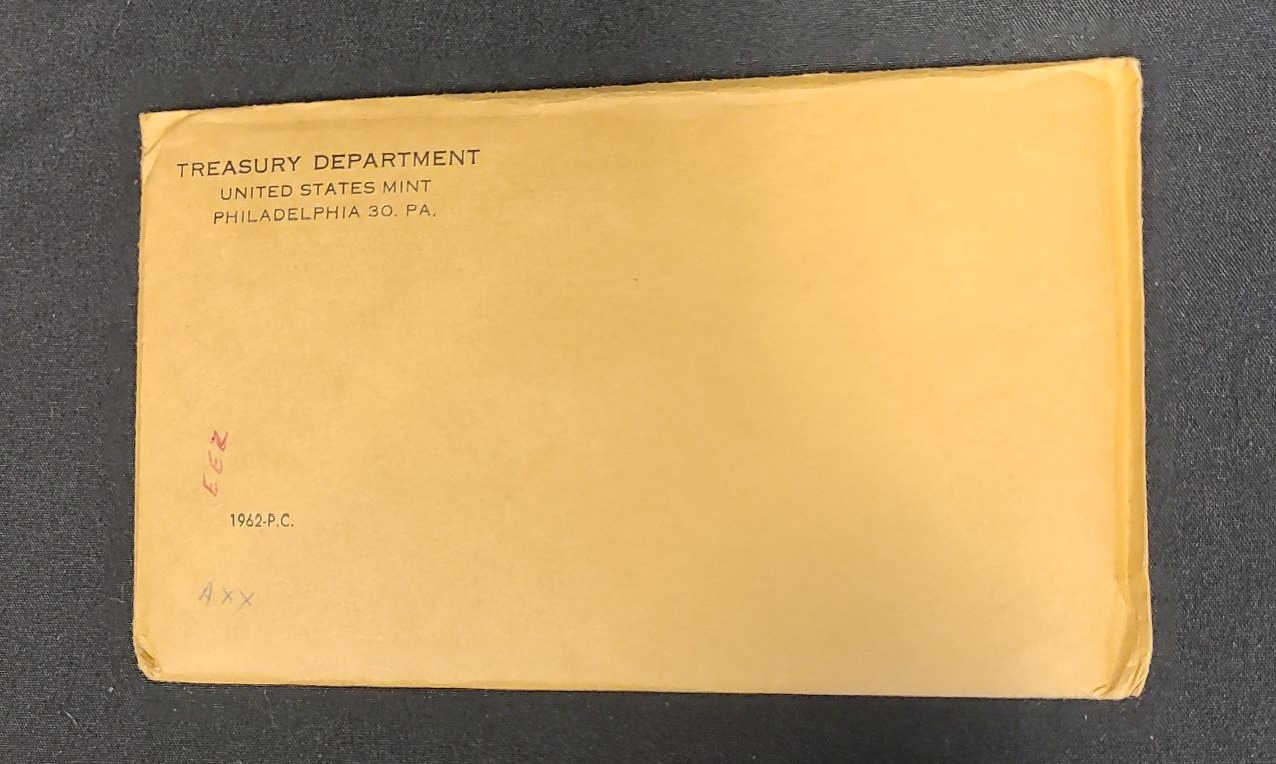 TREASURY DEPARTMENT
UNITED STATES MINT
PHILADELPHIA 30. PA.
1962-P.C.
AXX